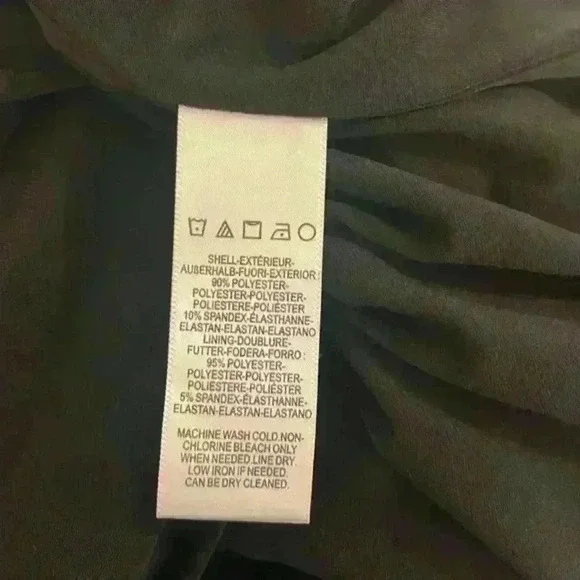 SHELL-EXTÉRIEUR-
AUßERHALB-FUORI-EXTERIOR:
90% POLYESTER-
POLYESTER-POLYESTER-
POLIESTERE-POLIÉSTER
10% SPANDEX-ÉLASTHANNE-
ELASTAN-ELASTAN-ELASTANO
LINING-DOUBLURE-
FUTTER-FODERA-FORRO:
95% POLYESTER-
POLYESTER-POLYESTER-
POLIESTERE-POLIÉSTER
5% SPANDEX-ÉLASTHANNE-
ELASTAN-ELASTAN-ELASTANO
MACHINE WASH COLD.NON-
CHLORINE BLEACH ONLY
WHEN NEEDED.LINE DRY.
LOW IRON IF NEEDED.
CAN BE DRY CLEANED.